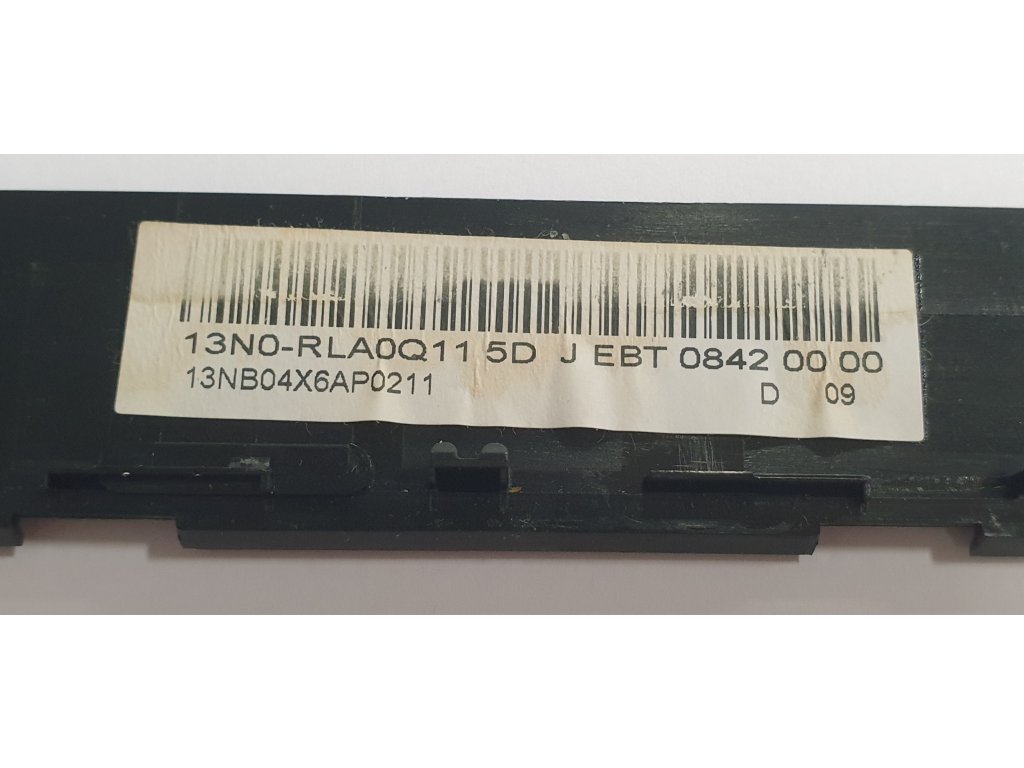 13N0-RLA0Q11 5D J EBT 0842 00 00
13NB04X6AP0211 D 09